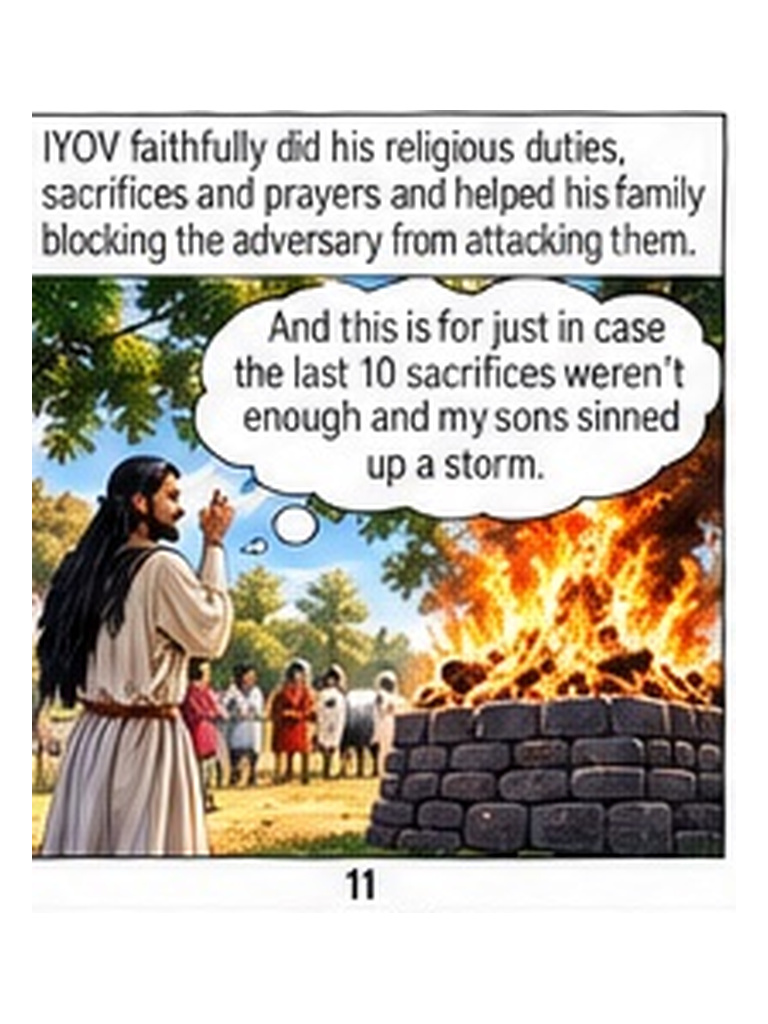 IYOV faithfully did his religious duties,
sacrifices and prayers and helped his family
blocking the adversary from attacking them.
And this is for just in case
the last 10 sacrifices weren't
enough and my sons sinned
up a storm.
11